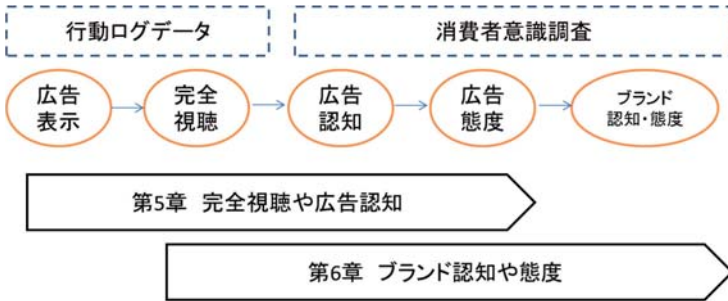 行動ログデータ
消費者意識調査
広告
表示
完全
視聴
広告
認知
広告
態度
ブランド
認知・態度
第5章 完全視聴や広告認知
第6章 ブランド認知や態度